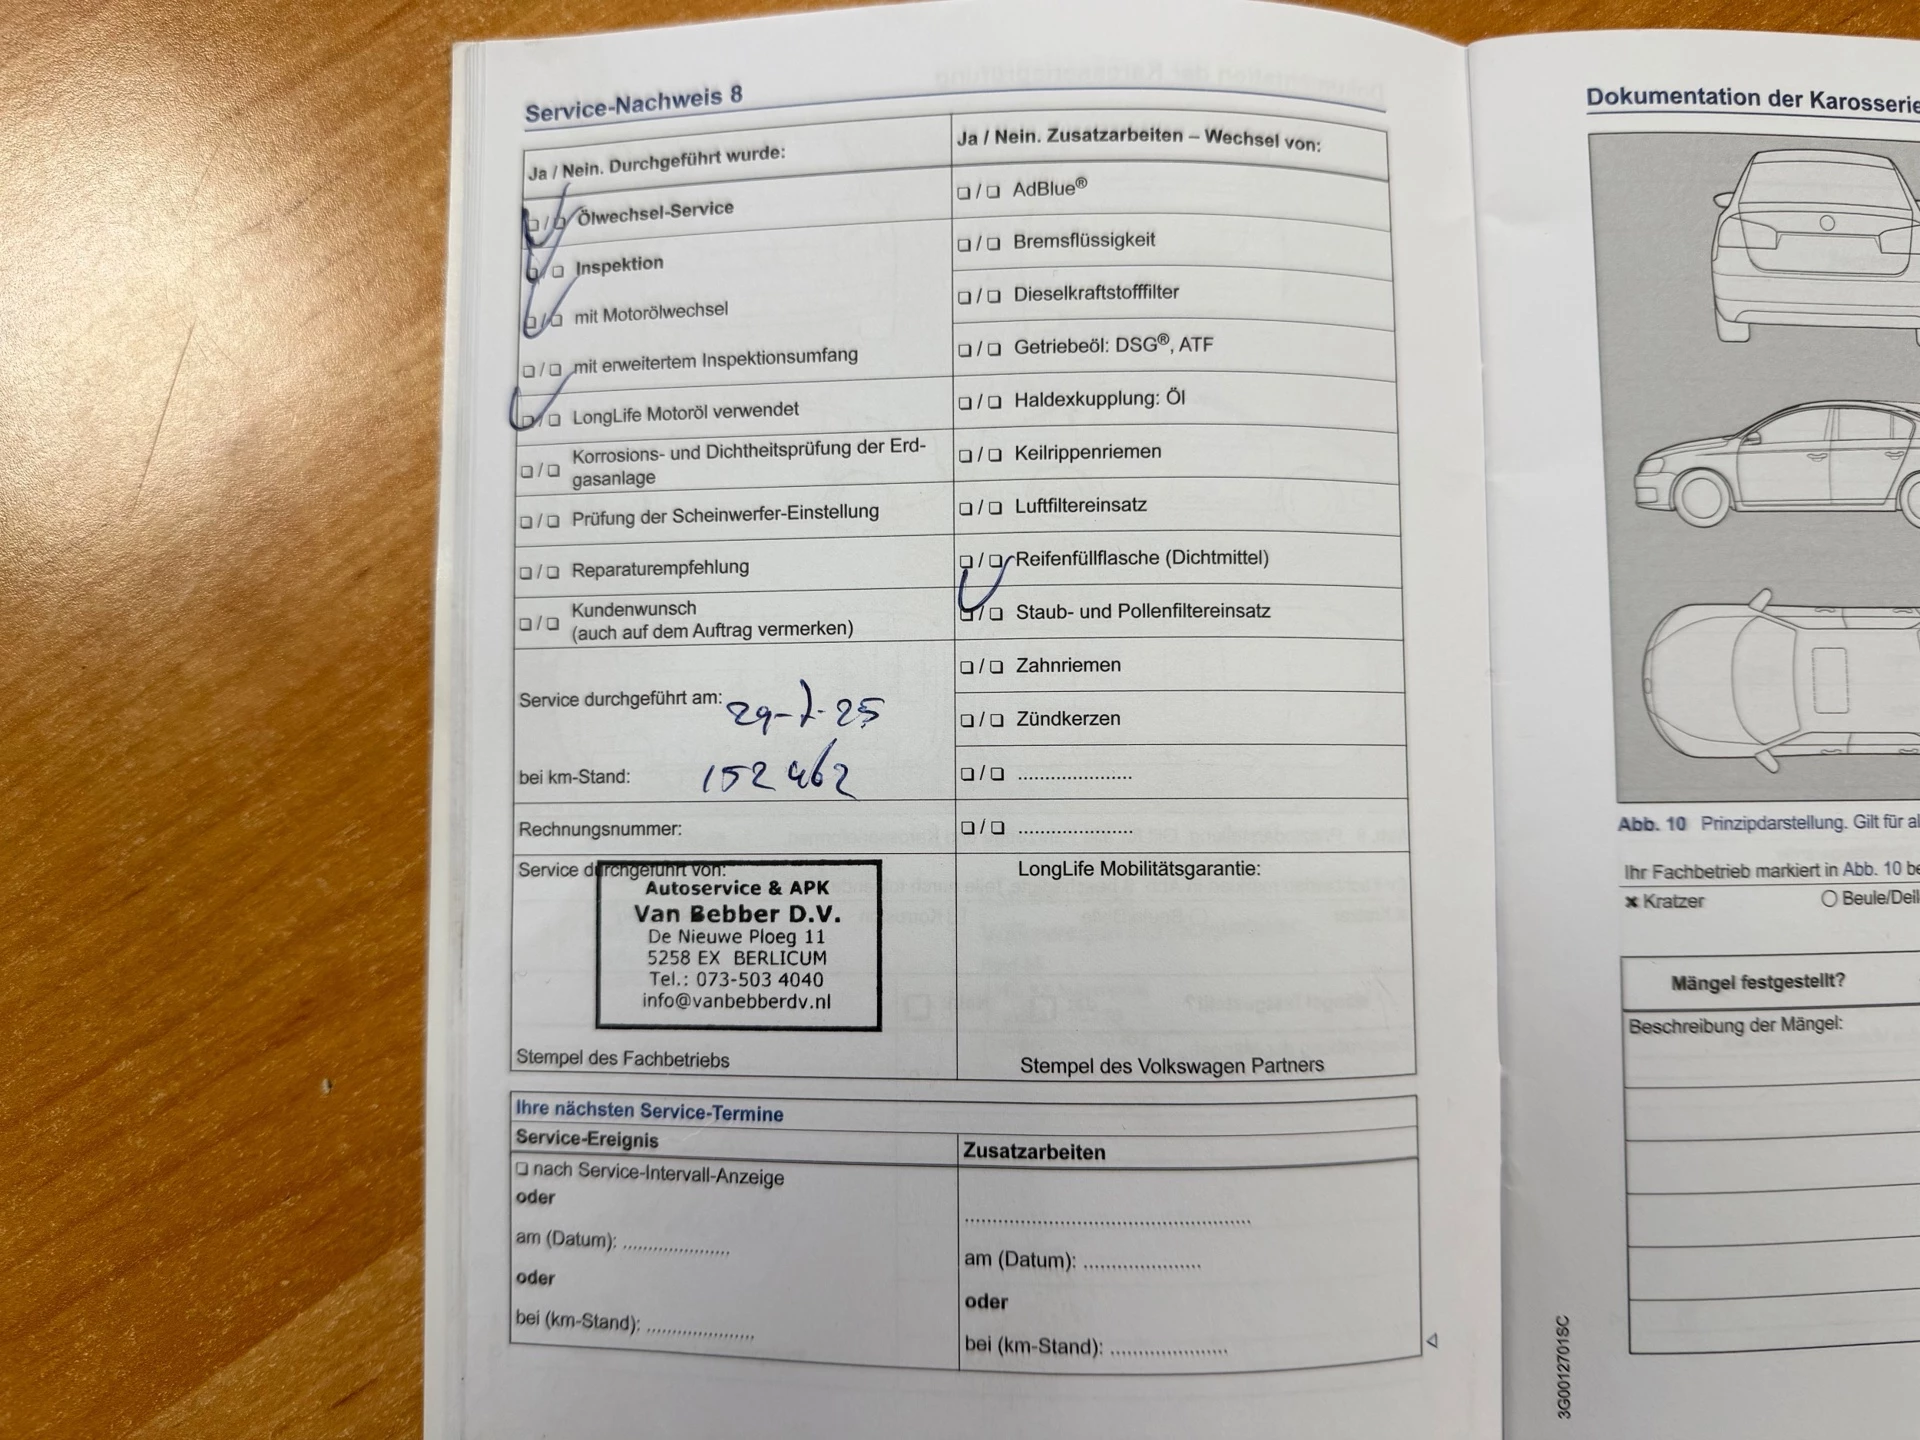 Service-Nachweis 8
Ja / Nein. Durchgeführt wurde:
Ölwechsel-Service
Inspektion
mit Motorölwechsel
mit erweitertem Inspektionsumfang
LongLife Motoröl verwendet
Korrosions- und Dichtheitsprüfung der Erd-
gasanlage
Prüfung der Scheinwerfer-Einstellung
Reparaturempfehlung
Kundenwunsch
(auch auf dem Auftrag vermerken)
Service durchgeführt am: 29-7-25
bei km-Stand: 152462
Rechnungsnummer:
Service durchgeführt von:
Autoservice & APK
Van Bebber D.V.
De Nieuwe Ploeg 11
5258 EX BERLICUM
Tel.: 073-503 4040
info@vanbebberdv.nl
Stempel des Fachbetriebs
Ja / Nein. Zusatzarbeiten – Wechsel von:
AdBlue®
Bremsflüssigkeit
Dieselkraftstofffilter
Getriebeöl: DSG®, ATF
Haldexkupplung: Öl
Keilrippenriemen
Luftfiltereinsatz
Reifenfüllflasche (Dichtmittel)
Staub- und Pollenfiltereinsatz
Zahnriemen
Zündkerzen
......................
......................
LongLife Mobilitätsgarantie:
Stempel des Volkswagen Partners
Ihre nächsten Service-Termine
Service-Ereignis
nach Service-Intervall-Anzeige
oder
am (Datum): ......................
oder
bei (km-Stand): ......................
Zusatzarbeiten
......................................................
am (Datum): ......................
oder
bei (km-Stand): ......................
Dokumentation der Karosserie
Abb. 10 Prinzipdarstellung. Gilt für
Ihr Fachbetrieb markiert in Abb. 10
Kratzer
Beule/
Mängel festgestellt?
Beschreibung der Mängel:
3G0012701SC